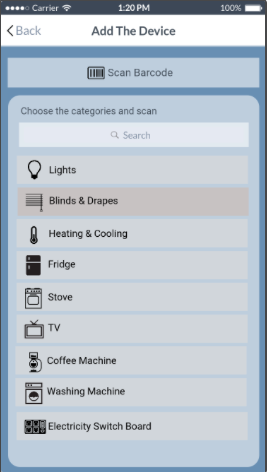 Carrier 1:20 PM 100%
Back Add The Device
Scan Barcode
Choose the categories and scan
Search
Lights
Blinds & Drapes
Heating & Cooling
Fridge
Stove
TV
Coffee Machine
Washing Machine
Electricity Switch Board